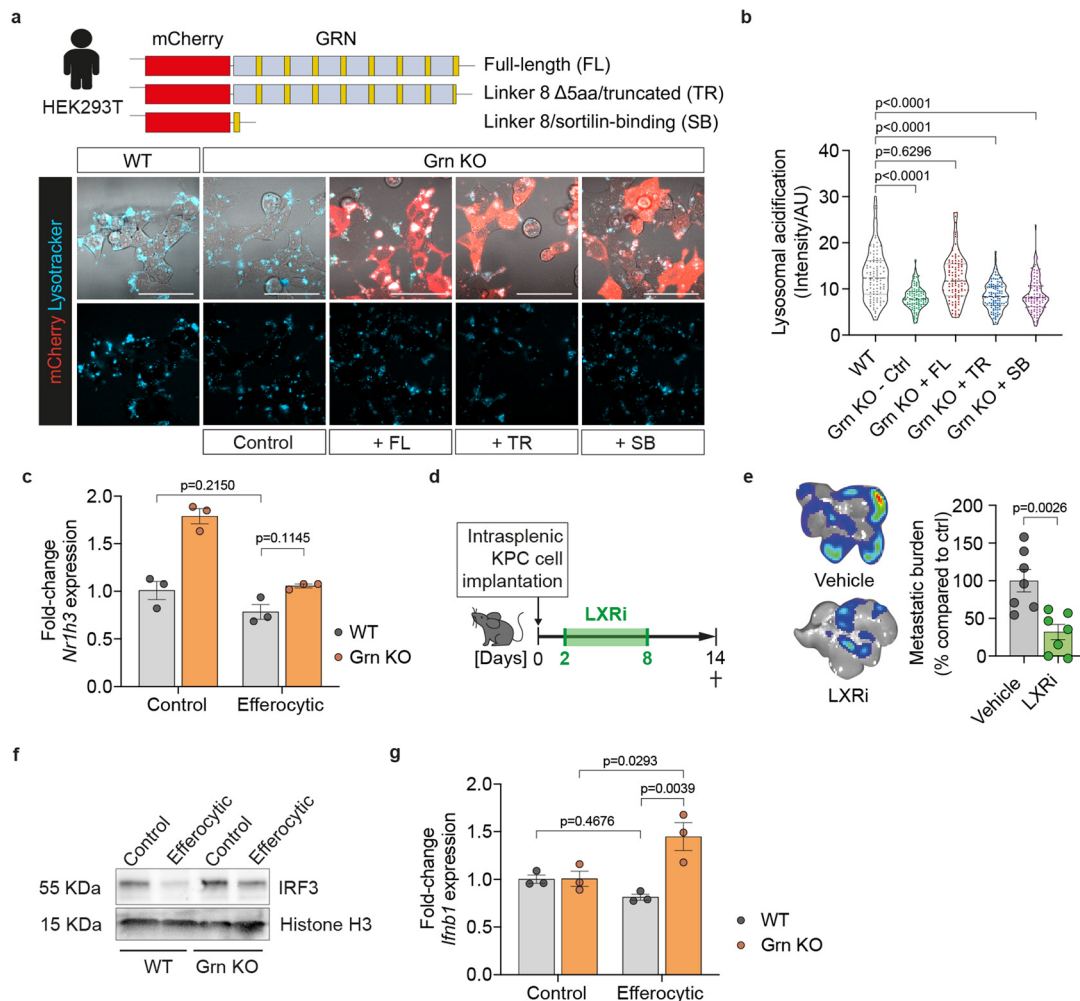 a
mCherry GRN
Full-length (FL)
Linker 8 Δ5aa/truncated (TR)
Linker 8/sortilin-binding (SB)
HEK293T
WT
Grn KO
mCherry Lysotracker
Control
+ FL
+ TR
+ SB
b
p<0.0001
p<0.0001
p=0.6296
p<0.0001
Lysosomal acidification
(Intensity/AU)
40
30
20
10
0
WT
Grn KO - Ctrl
Grn KO + FL
Grn KO + TR
Grn KO + SB
c
p=0.2150
p=0.1145
Fold-change
Nr1h3 expression
2.0
1.5
1.0
0.5
0.0
Control
Efferocytic
WT
Grn KO
d
Intrasplenic
KPC cell
implantation
LXRi
[Days]
0
2
8
14
e
Vehicle
LXRi
p=0.0026
Metastatic burden
(% compared to ctrl)
200
150
100
50
0
Vehicle
LXRi
f
Control
Efferocytic
Control
Efferocytic
55 KDa
IRF3
15 KDa
Histone H3
WT
Grn KO
g
p=0.0293
p=0.0039
p=0.4676
Fold-change
Ifnb1 expression
2.0
1.5
1.0
0.5
0.0
Control
Efferocytic
WT
Grn KO